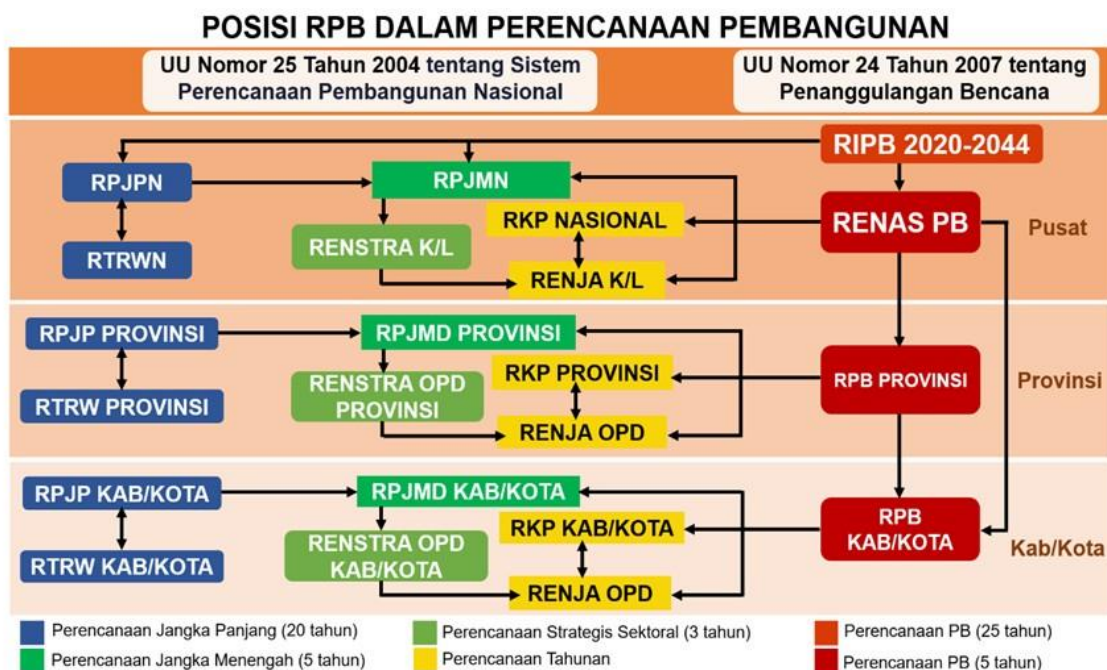 POSISI RPB DALAM PERENCANAAN PEMBANGUNAN
UU Nomor 25 Tahun 2004 tentang Sistem
Perencanaan Pembangunan Nasional
UU Nomor 24 Tahun 2007 tentang
Penanggulangan Bencana
RIPB 2020-2044
RPJPN
RPJMN
RKP NASIONAL
RENAS PB
Pusat
RENSTRA K/L
RTRWN
RENJA K/L
RPJP PROVINSI
RPJMD PROVINSI
RKP PROVINSI
RPB PROVINSI
Provinsi
RENSTRA OPD
PROVINSI
RTRW PROVINSI
RENJA OPD
RPJP KAB/KOTA
RPJMD KAB/KOTA
RKP KAB/KOTA
RPB
KAB/KOTA
Kab/Kota
RENSTRA OPD
KAB/KOTA
RTRW KAB/KOTA
RENJA OPD
Perencanaan Jangka Panjang (20 tahun)
Perencanaan Strategis Sektoral (3 tahun)
Perencanaan PB (25 tahun)
Perencanaan Jangka Menengah (5 tahun)
Perencanaan Tahunan
Perencanaan PB (5 tahun)